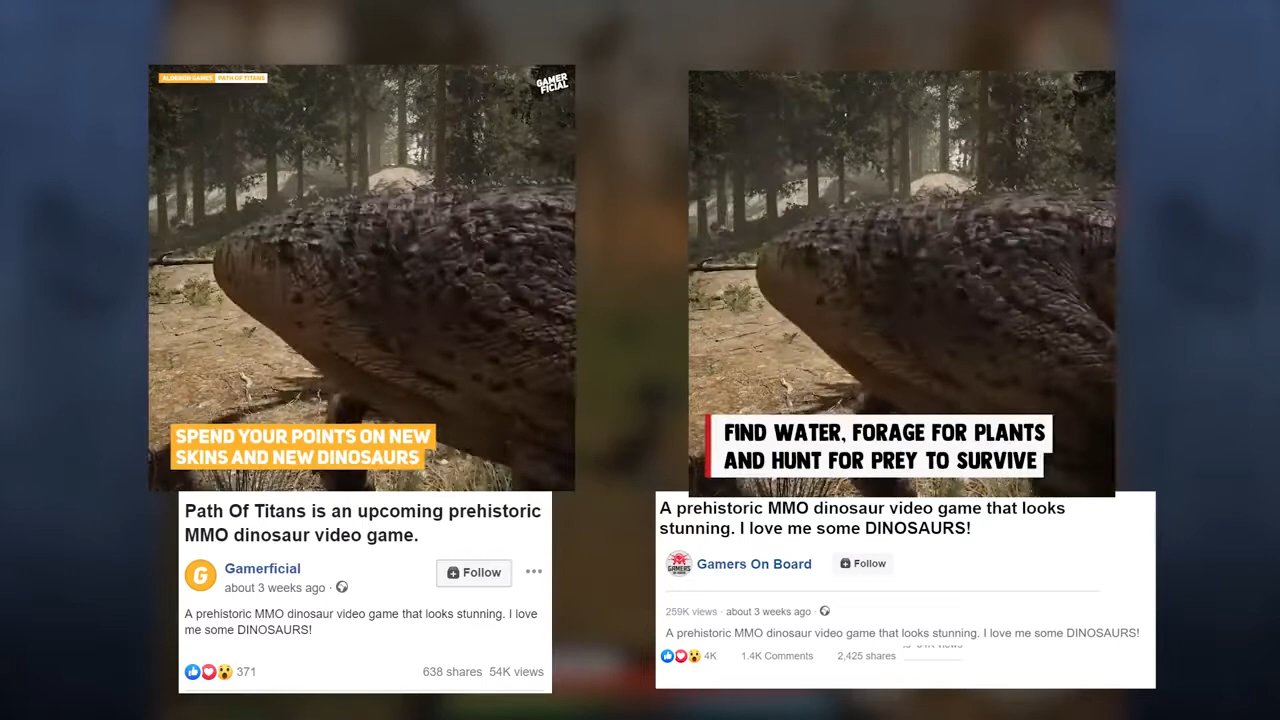 ALDERON GAMES PATH OF TITANS
GAMER
FICIAL
SPEND YOUR POINTS ON NEW
SKINS AND NEW DINOSAURS
Path Of Titans is an upcoming prehistoric
MMO dinosaur video game.
G
Gamerficial
about 3 weeks ago ·
Follow
A prehistoric MMO dinosaur video game that looks stunning. I love
me some DINOSAURS!
371
638 shares 54K views
FIND WATER, FORAGE FOR PLANTS
AND HUNT FOR PREY TO SURVIVE
A prehistoric MMO dinosaur video game that looks
stunning. I love me some DINOSAURS!
GAMERS
Gamers On Board
Follow
259K views · about 3 weeks ago ·
A prehistoric MMO dinosaur video game that looks stunning. I love me some DINOSAURS!
4K 1.4K Comments 2,425 shares